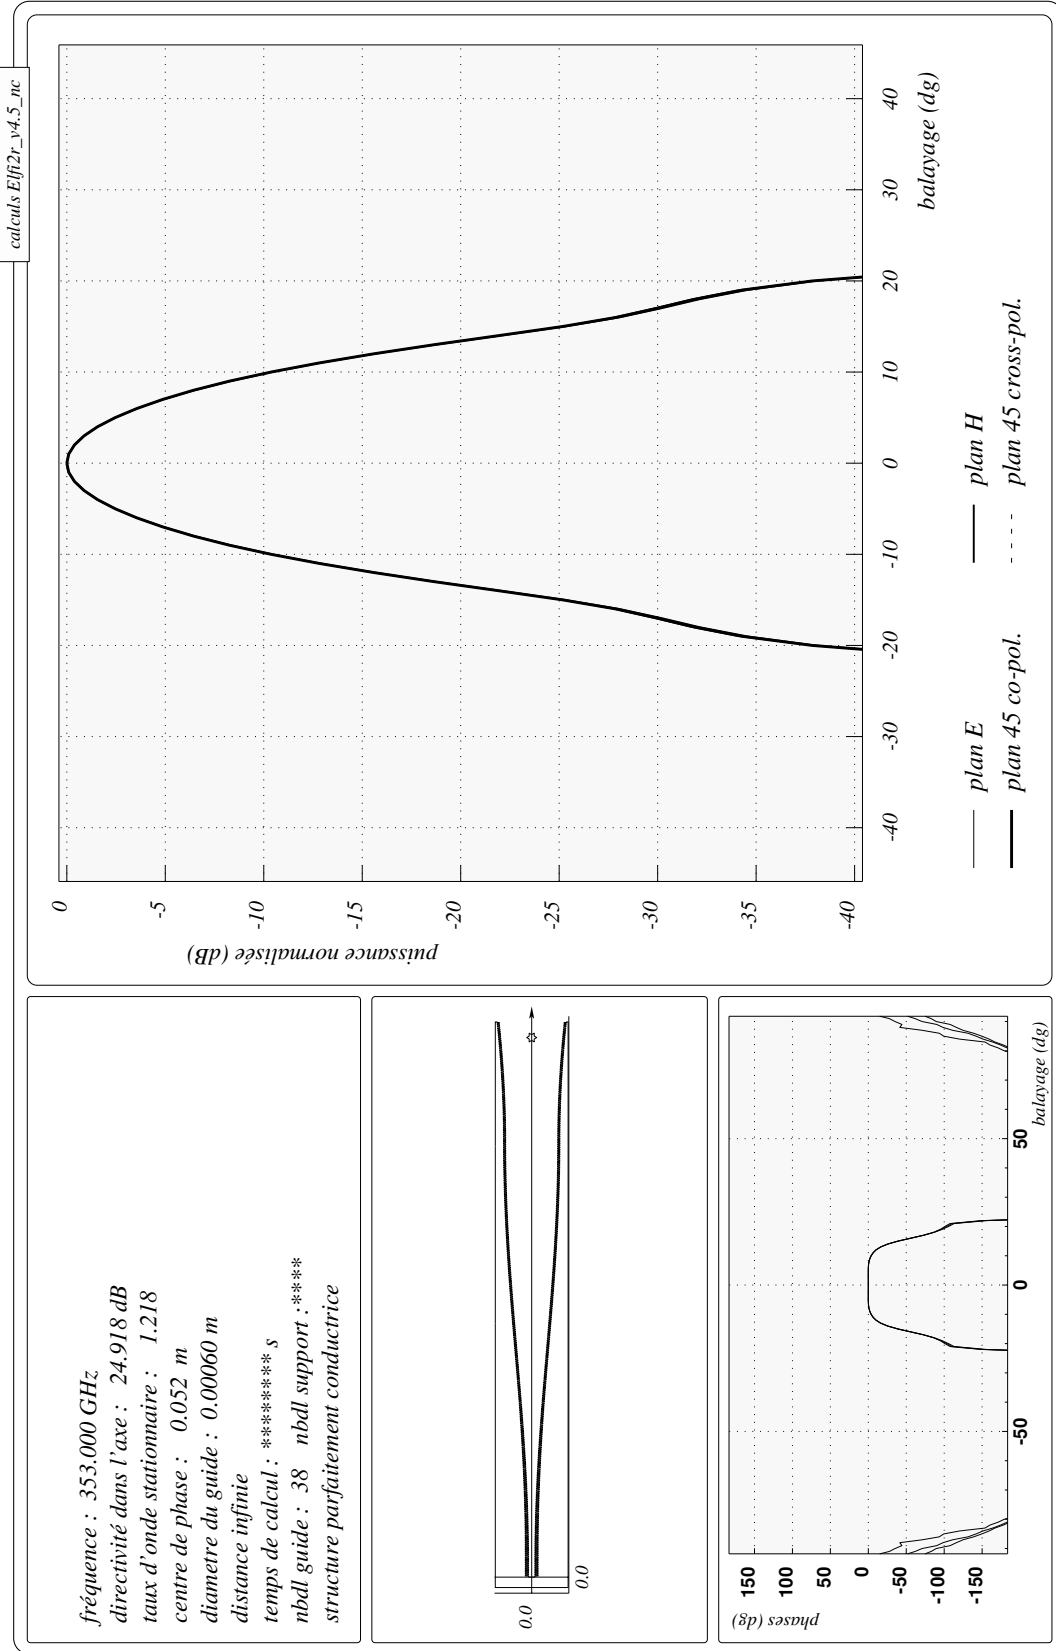 calculs Elfi2r_v4.5_nc
fréquence : 353.000 GHz
directivité dans l'axe : 24.918 dB
taux d'onde stationnaire : 1.218
centre de phase : 0.052 m
diametre du guide : 0.00060 m
distance infinie
temps de calcul : ******** s
nbdl guide : 38 nbdl support :****
structure parfaitement conductrice
0.0
0.0
phases (dg)
150
100
50
0
-50
-100
-150
-50
0
50
balayage (dg)
puissance normalisée (dB)
0
-5
-10
-15
-20
-25
-30
-35
-40
-40
-30
-20
-10
0
10
20
30
40
balayage (dg)
plan E
plan H
plan 45 co-pol.
plan 45 cross-pol.